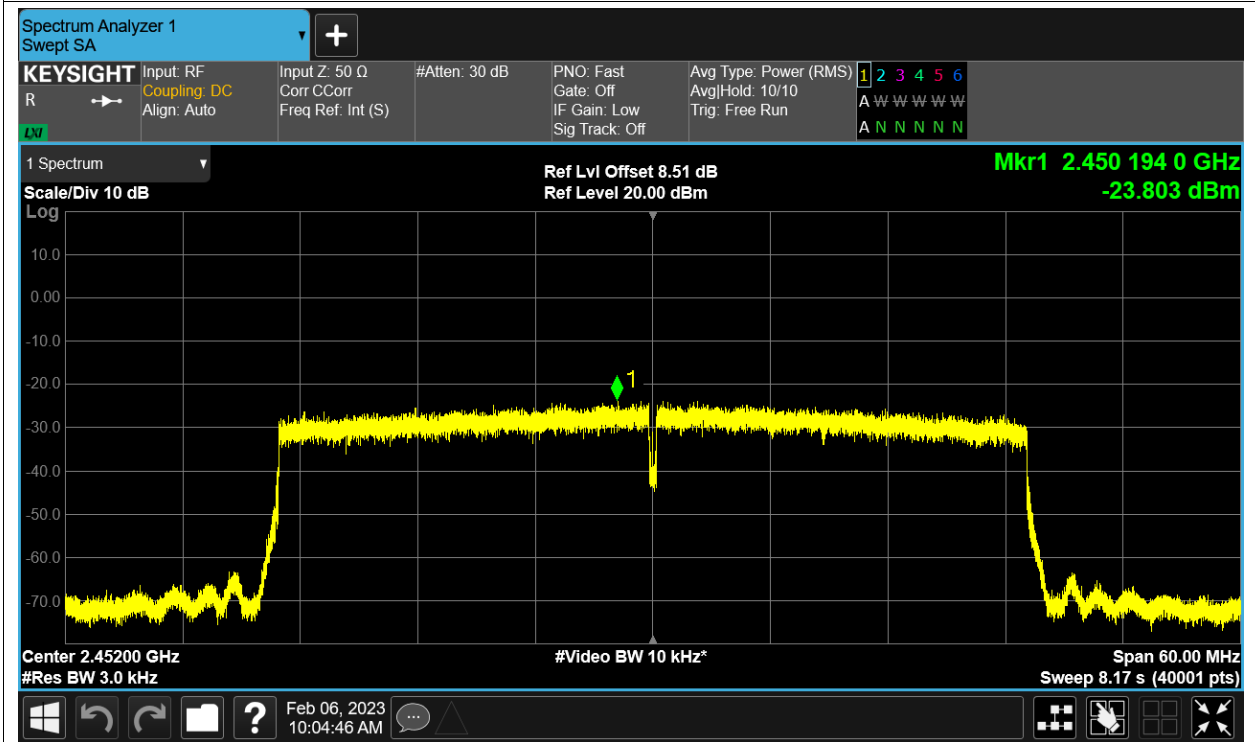 Spectrum Analyzer 1
Swept SA
KEYSIGHT
R
LXI
Input: RF
Coupling: DC
Align: Auto
Input Z: 50 Ω
Corr CCorr
Freq Ref: Int (S)
#Atten: 30 dB
PNO: Fast
Gate: Off
IF Gain: Low
Sig Track: Off
Avg Type: Power (RMS)
Avg|Hold: 10/10
Trig: Free Run
1 2 3 4 5 6
A W W W W W
A N N N N N
1 Spectrum
Scale/Div 10 dB
Log
Ref Lvl Offset 8.51 dB
Ref Level 20.00 dBm
Mkr1 2.450 194 0 GHz
-23.803 dBm
10.0
0.00
-10.0
-20.0
-30.0
-40.0
-50.0
-60.0
-70.0
1
Center 2.45200 GHz
#Res BW 3.0 kHz
#Video BW 10 kHz*
Span 60.00 MHz
Sweep 8.17 s (40001 pts)
?
Feb 06, 2023
10:04:46 AM